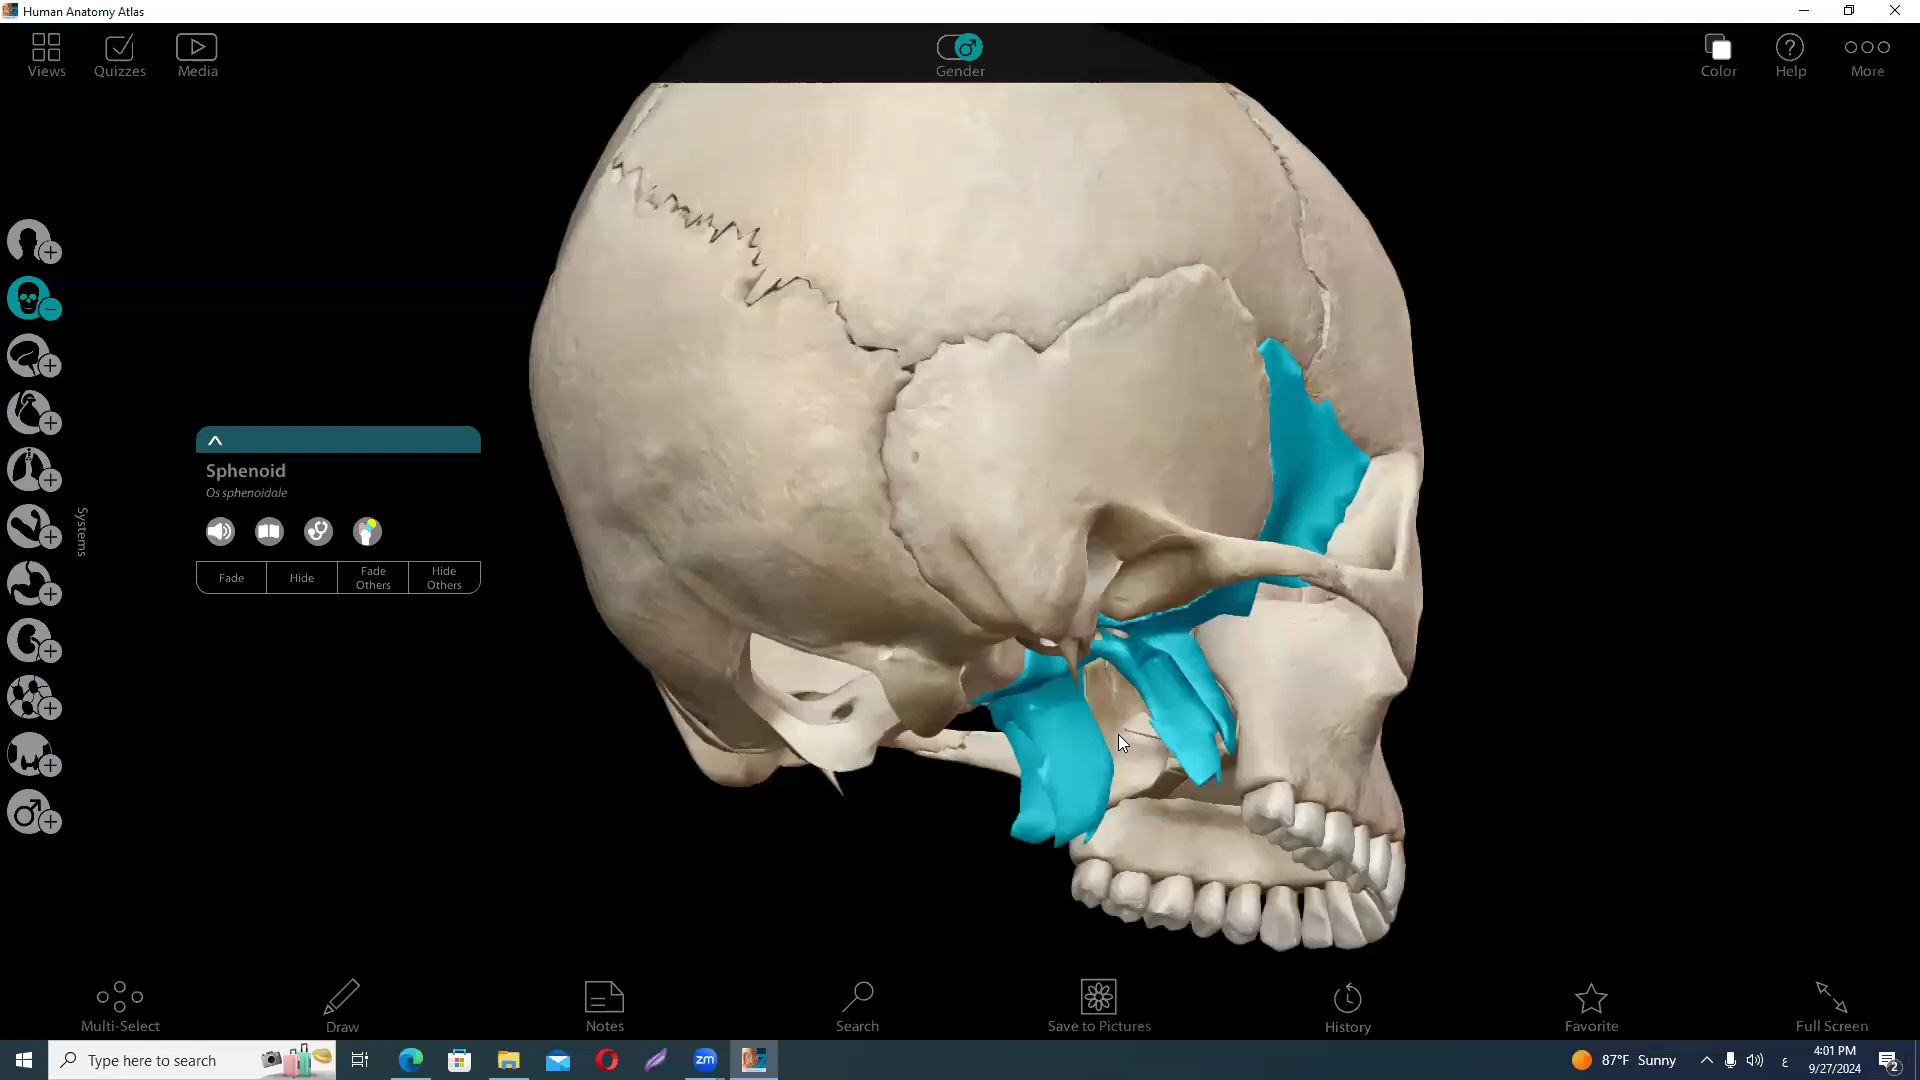 Human Anatomy Atlas
Views
Quizzes
Media
Gender
Color
Help
More
Systems
Sphenoid
Os sphenoidale
Fade
Hide
Fade Others
Hide Others
Multi-Select
Draw
Notes
Search
Save to Pictures
History
Favorite
Full Screen
Type here to search
zm
87°F Sunny
ع
4:01 PM
9/27/2024
2